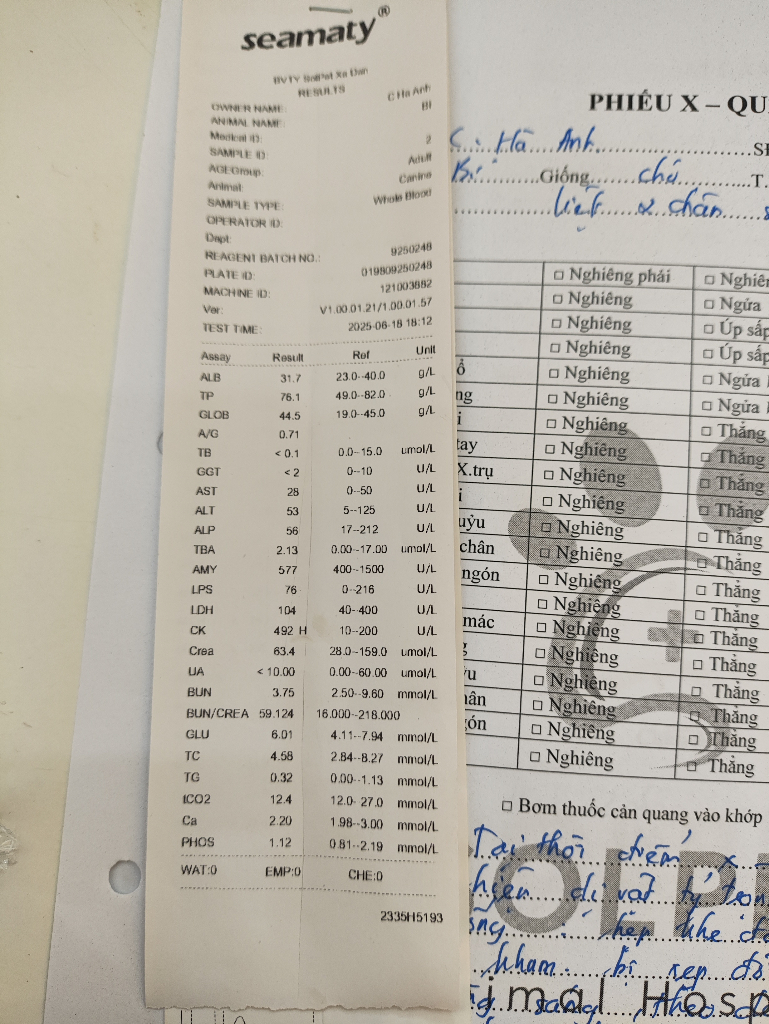 seamaty®
RESULTS
OWNER NAME: C Ha Anh
ANIMAL NAME: BI
Medical ID:
SAMPLE ID: 2
AGEGroup: Adult
Animal: Canine
SAMPLE TYPE: Whole Blood
OPERATOR ID:
Dept:
REAGENT BATCH NO.: 9250248
PLATE ID: 019809250248
MACHINE ID: 121003882
Ver: V1.00.01.21/1.00.01.57
TEST TIME: 2025-06-18 18:12
Assay Result Ref Unit
ALB 31.7 23.0--40.0 g/L
TP 76.1 49.0--82.0 g/L
GLOB 44.5 19.0--45.0 g/L
A/G 0.71
TB < 0.1 0.0--15.0 umol/L
GGT < 2 0--10 U/L
AST 28 0--50 U/L
ALT 53 5--125 U/L
ALP 56 17--212 U/L
TBA 2.13 0.00--17.00 umol/L
AMY 577 400--1500 U/L
LPS 76 0--216 U/L
LDH 104 40--400 U/L
CK 492 H 10--200 U/L
Crea 63.4 28.0--159.0 umol/L
UA < 10.00 0.00--60.00 umol/L
BUN 3.75 2.50--9.60 mmol/L
BUN/CREA 59.124 16.000--218.000
GLU 6.01 4.11--7.94 mmol/L
TC 4.58 2.84--8.27 mmol/L
TG 0.32 0.00--1.13 mmol/L
tCO2 12.4 12.0--27.0 mmol/L
Ca 2.20 1.98--3.00 mmol/L
PHOS 1.12 0.81--2.19 mmol/L
WAT:0 EMP:0 CHE:0
2335H5193
PHIẾU X – QU
C. Hà Anh
Giống chó T.
liệt 2 chân
□ Nghiêng phải □ Nghiê
□ Nghiêng □ Ngửa
□ Nghiêng □ Úp sấp
□ Nghiêng □ Úp sấp
□ Nghiêng □ Ngửa
ng □ Nghiêng □ Ngửa
i □ Nghiêng □ Thẳng
tay □ Nghiêng □ Thẳng
X.trụ □ Nghiêng □ Thẳng
i □ Nghiêng □ Thẳng
uỷu □ Nghiêng □ Thẳng
chân □ Nghiêng □ Thẳng
ngón □ Nghiêng □ Thẳng
□ Nghiêng □ Thẳng
mác □ Nghiêng □ Thẳng
□ Nghiêng □ Thẳng
□ Nghiêng □ Thẳng
hân □ Nghiêng □ Thẳng
gón □ Nghiêng □ Thẳng
□ Nghiêng □ Thẳng
□ Bơm thuốc cản quang vào khớp
Tại thời điểm x –
hiện dị vật
hẹp khe
imal Hosp